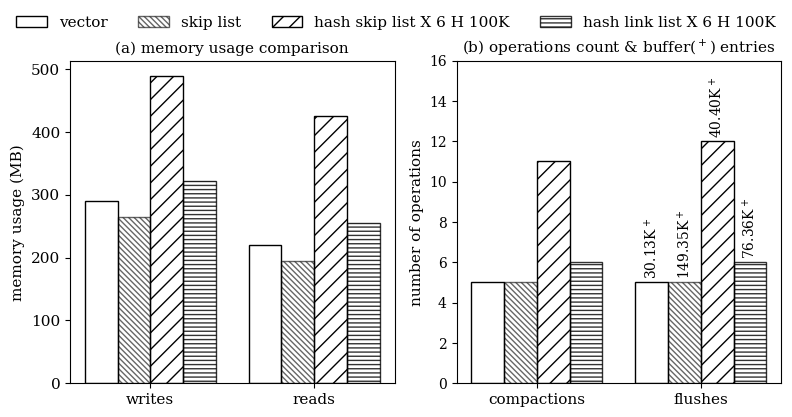 vector skip list hash skip list X 6 H 100K hash link list X 6 H 100K
(a) memory usage comparison
memory usage (MB)
500
400
300
200
100
0
writes reads
(b) operations count & buffer(⁺) entries
number of operations
16
14
12
10
8
6
4
2
0
30.13K⁺
149.35K⁺
40.40K⁺
76.36K⁺
compactions flushes